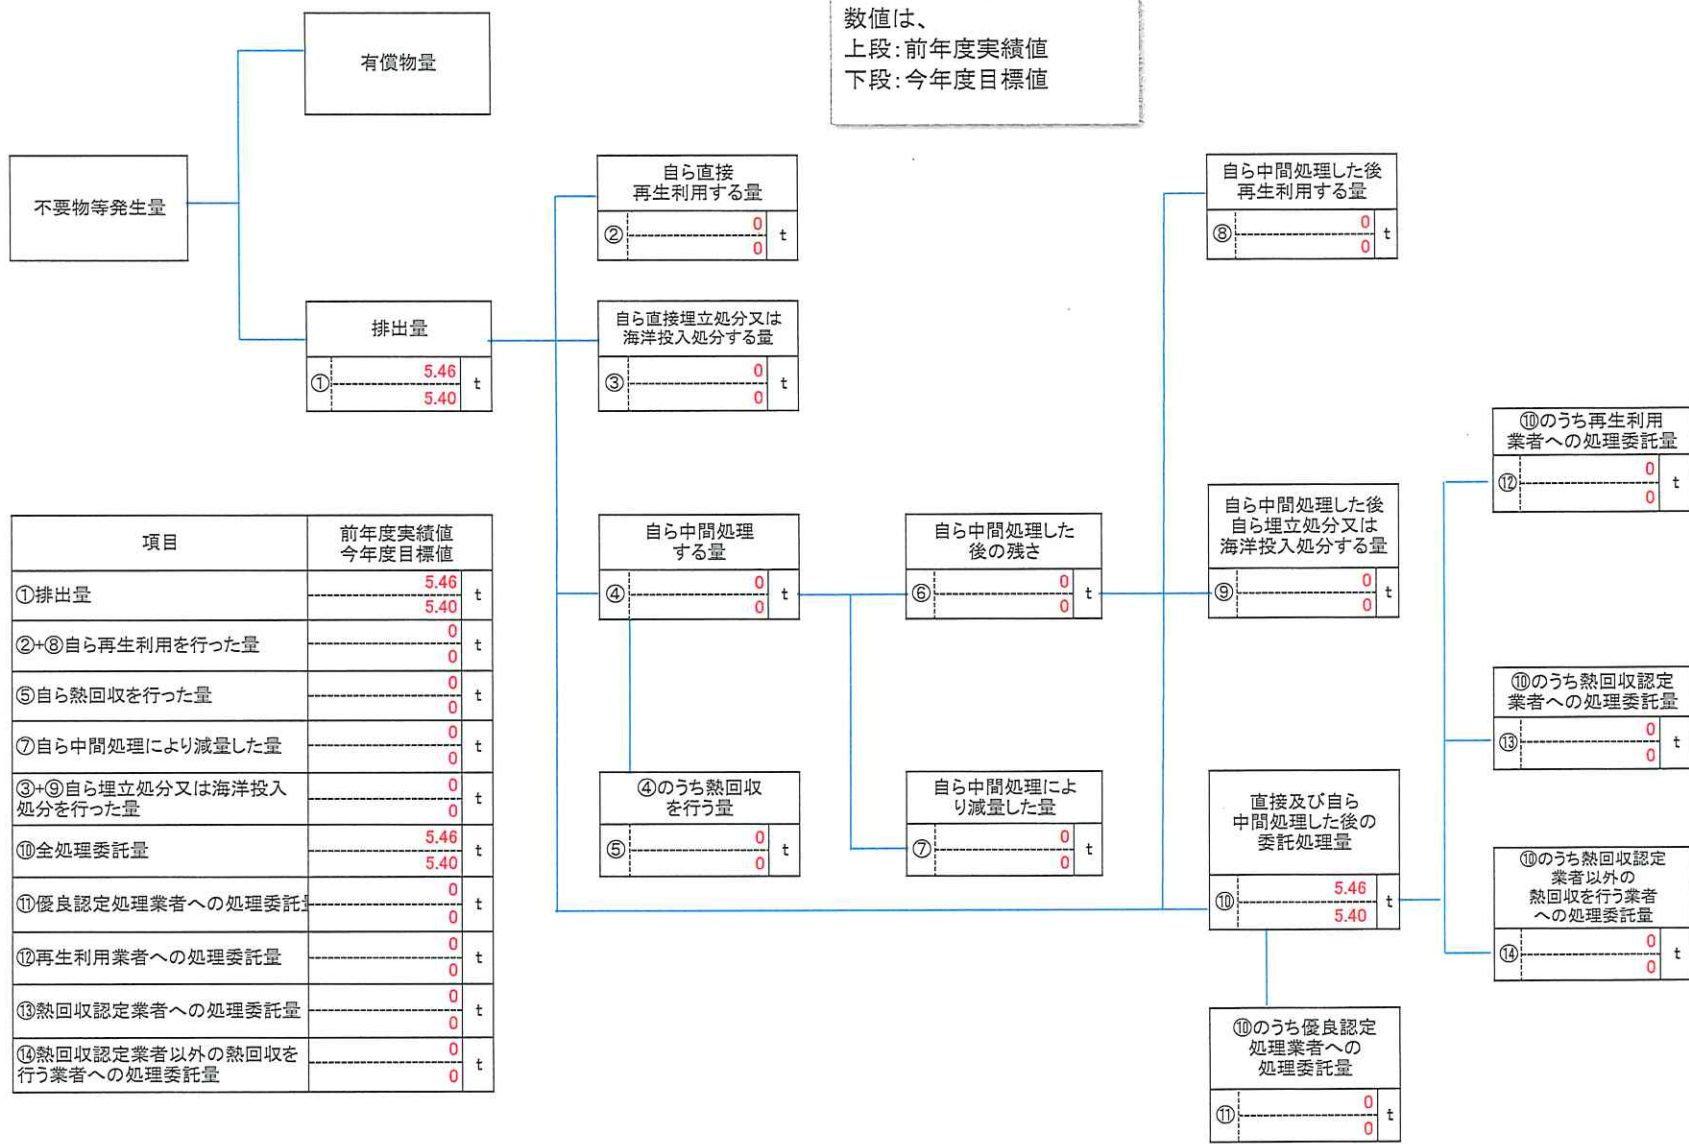 数値は、
上段：前年度実績値
下段：今年度目標値
有償物量
不要物等発生量
排出量
①
5.46
5.40
t
自ら直接
再生利用する量
②
0
0
t
自ら直接埋立処分又は
海洋投入処分する量
③
0
0
t
自ら中間処理
する量
④
0
0
t
④のうち熱回収
を行う量
⑤
0
0
t
自ら中間処理した
後の残さ
⑥
0
0
t
自ら中間処理によ
り減量した量
⑦
0
0
t
自ら中間処理した後
再生利用する量
⑧
0
0
t
自ら中間処理した後
自ら埋立処分又は
海洋投入処分する量
⑨
0
0
t
直接及び自ら
中間処理した後の
委託処理量
⑩
5.46
5.40
t
⑩のうち優良認定
処理業者への
処理委託量
⑪
0
0
t
⑩のうち再生利用
業者への処理委託量
⑫
0
0
t
⑩のうち熱回収認定
業者への処理委託量
⑬
0
0
t
⑩のうち熱回収認定
業者以外の
熱回収を行う業者
への処理委託量
⑭
0
0
t
項目
前年度実績値
今年度目標値
①排出量
5.46
5.40
t
②+⑧自ら再生利用を行った量
0
0
t
⑤自ら熱回収を行った量
0
0
t
⑦自ら中間処理により減量した量
0
0
t
③+⑨自ら埋立処分又は海洋投入
処分を行った量
0
0
t
⑩全処理委託量
5.46
5.40
t
⑪優良認定処理業者への処理委託
0
0
t
⑫再生利用業者への処理委託量
0
0
t
⑬熱回収認定業者への処理委託量
0
0
t
⑭熱回収認定業者以外の熱回収を
行う業者への処理委託量
0
0
t